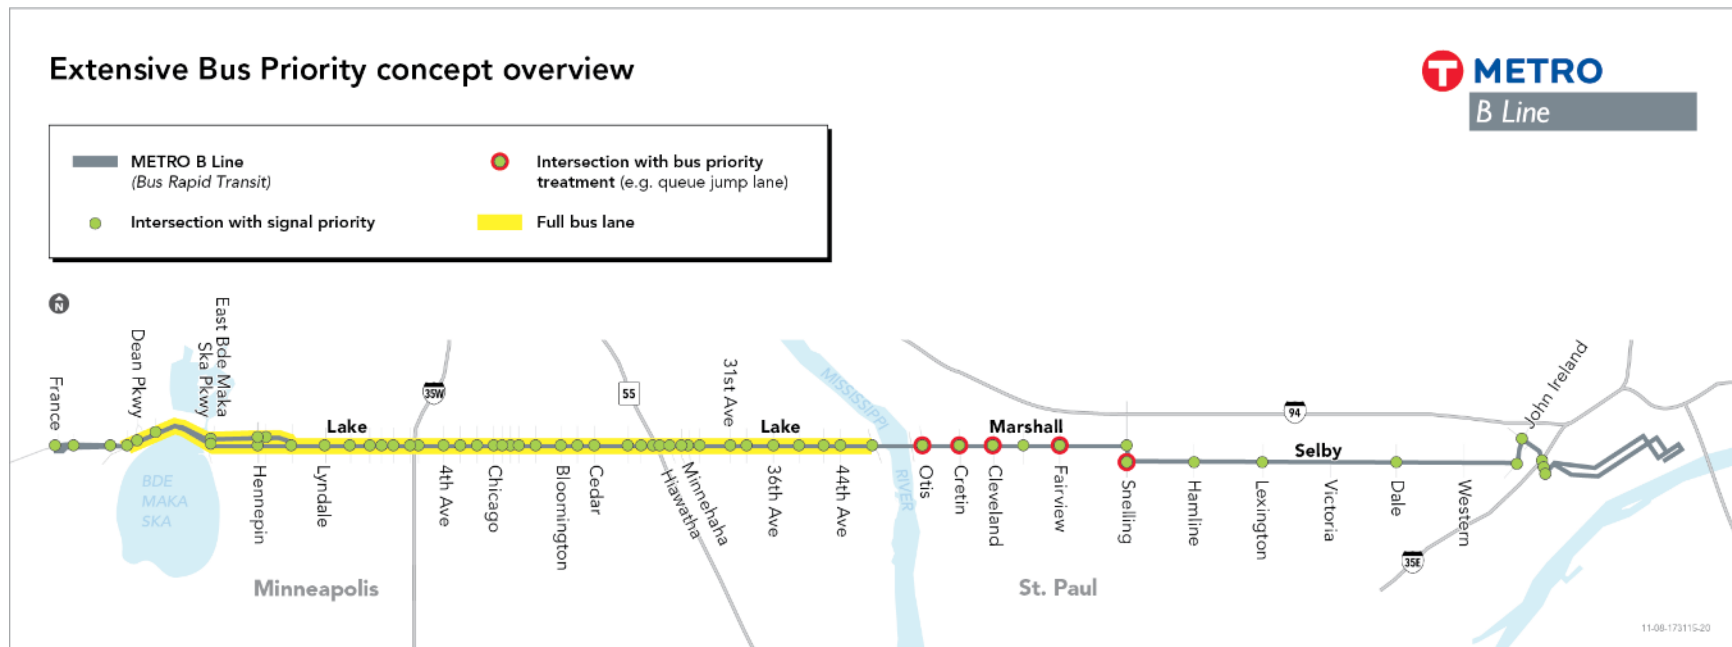 Extensive Bus Priority concept overview
T METRO
B Line
METRO B Line
(Bus Rapid Transit)
Intersection with signal priority
Intersection with bus priority
treatment (e.g. queue jump lane)
Full bus lane
N
France
Dean Pkwy
East Bde Maka
Ska Pkwy
Hennepin
Lake
Lyndale
35W
4th Ave
Chicago
Bloomington
Cedar
55
Hiawatha
Minnehaha
31st Ave
Lake
36th Ave
44th Ave
MISSISSIPPI
RIVER
Otis
Cretin
Marshall
Cleveland
Fairview
Snelling
Hamline
Lexington
94
Selby
Victoria
Dale
Western
35E
John Ireland
BDE
MAKA
SKA
Minneapolis
St. Paul
11-08-173115-20